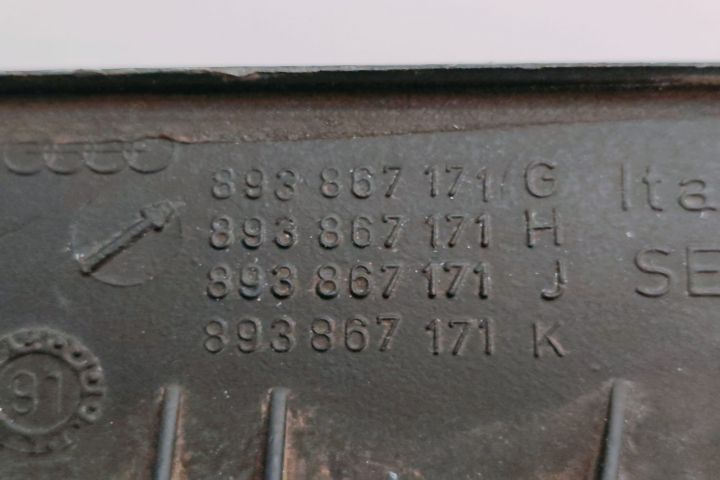 893 867 171 G
893 867 171 H
893 867 171 J
893 867 171 K
Ita
SE
91